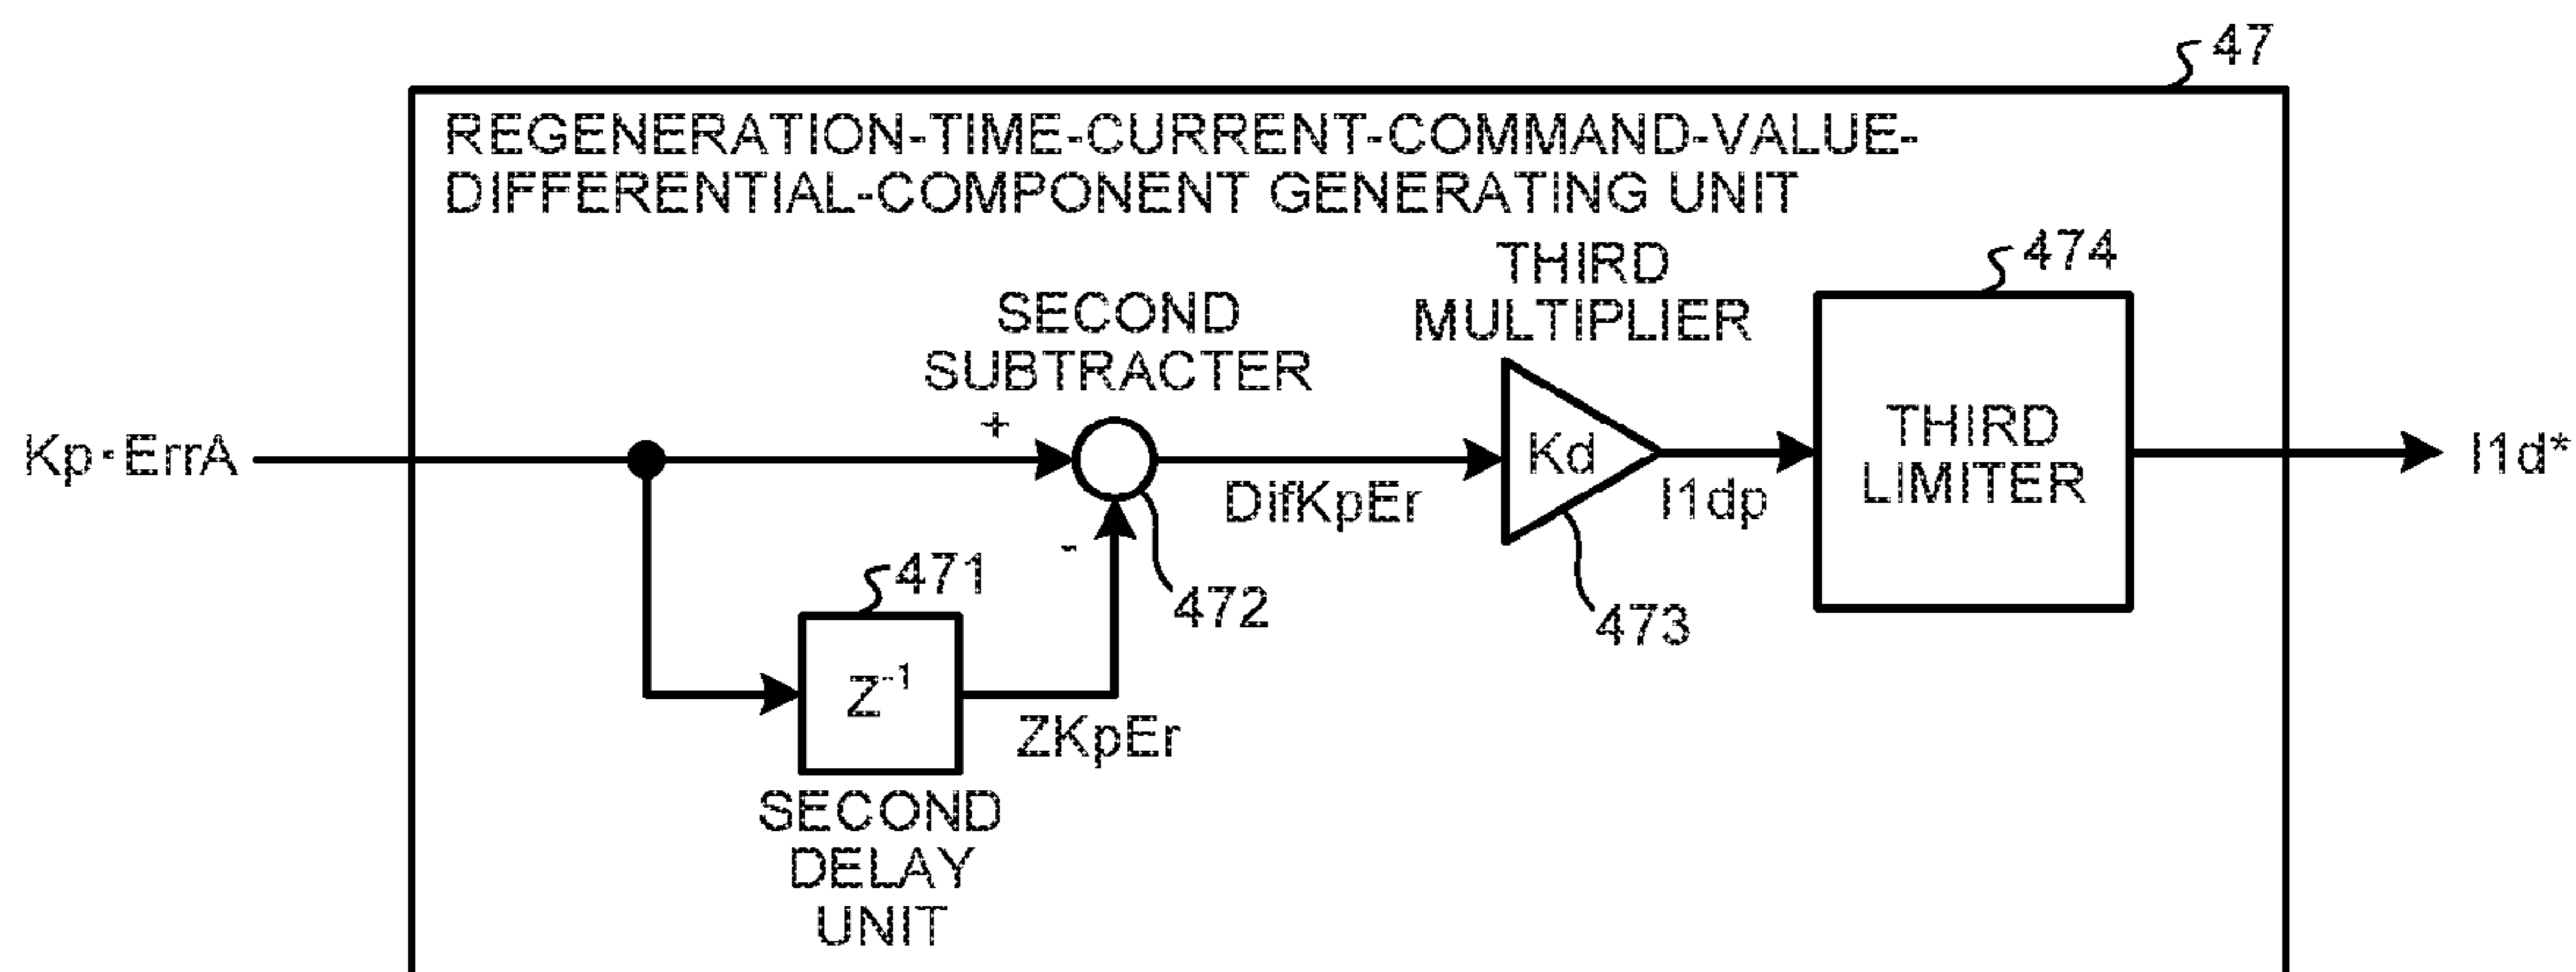 47
REGENERATION-TIME-CURRENT-COMMAND-VALUE-
DIFFERENTIAL-COMPONENT GENERATING UNIT
THIRD
MULTIPLIER
474
SECOND
SUBTRACTER
+
Kp·ErrA
Kd
THIRD
LIMITER
I1d*
DifKpEr
I1dp
-
471
472
473
Z⁻¹
ZKpEr
SECOND
DELAY
UNIT